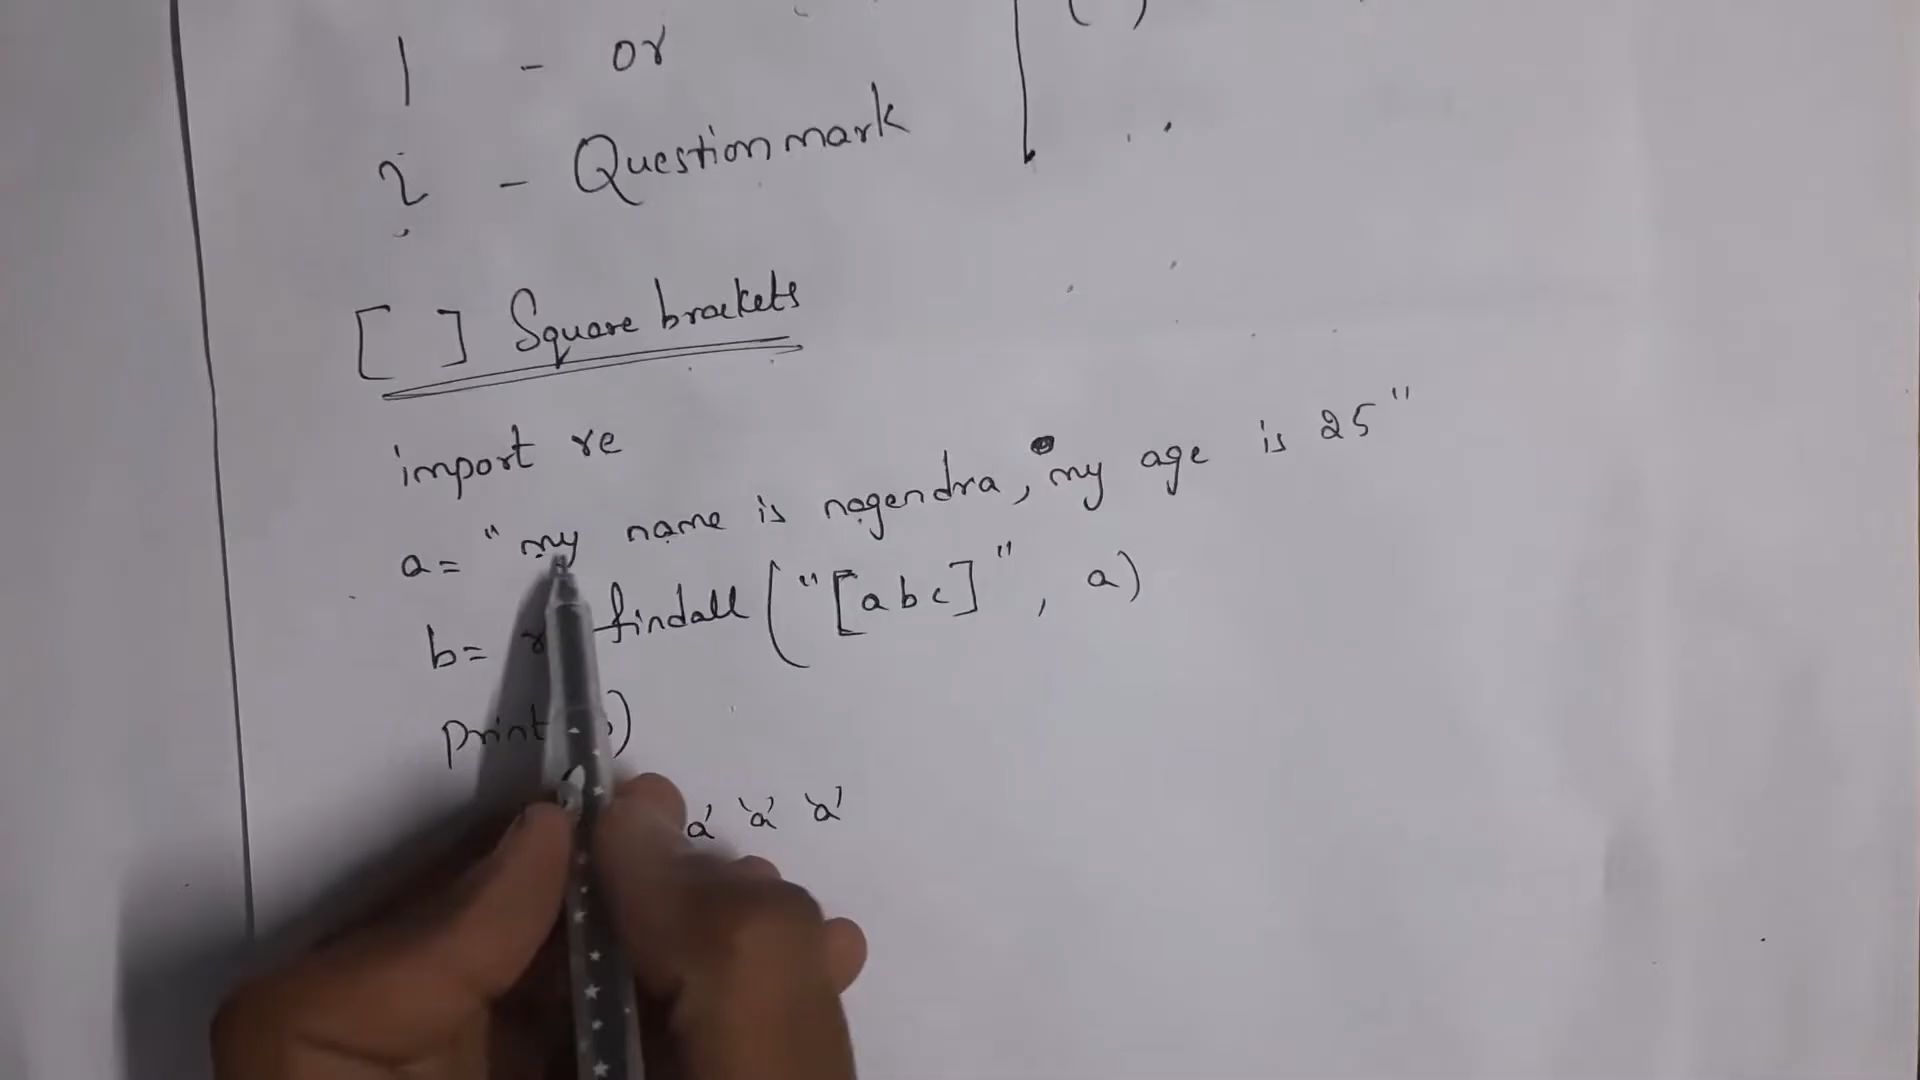 | - or
? - Question mark
( )
[ ] Square brackets
import re
a= "my name is nagendra, my age is 25"
b= findall("[abc]", a)
print )
a' 'a' 'a'